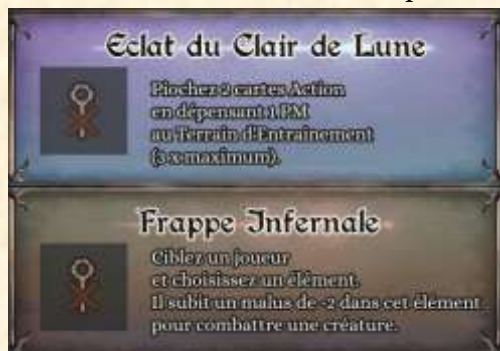 Eclat du Clair de Lune
Piochez 2 cartes Action
en dépensant 1 PM
au Terrain d'Entrainement
(3 x maximum).
Frappe Infernale
Ciblez un joueur
et choisissez un élément.
Il subit un malus de -2 dans cet élément
pour combattre une créature.